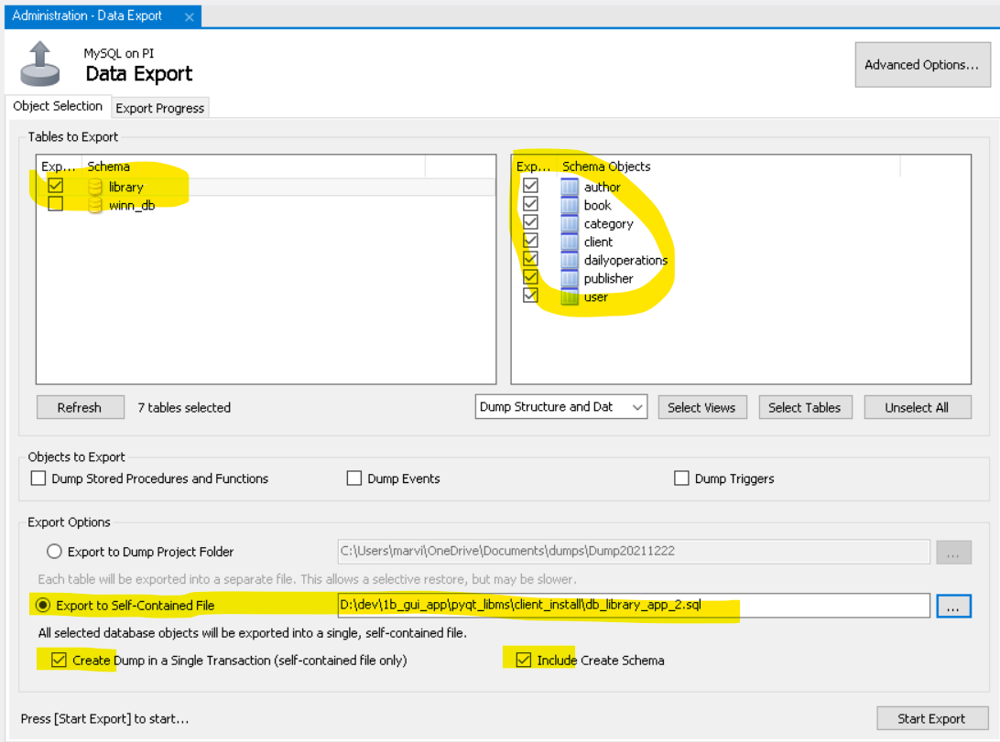 Administration - Data Export ×
MySQL on PI
Data Export
Advanced Options...
Object Selection Export Progress
Tables to Export
Exp... Schema
library
winn_db
Exp... Schema Objects
author
book
category
client
dailyoperations
publisher
user
Refresh 7 tables selected Dump Structure and Dat Select Views Select Tables Unselect All
Objects to Export
Dump Stored Procedures and Functions Dump Events Dump Triggers
Export Options
Export to Dump Project Folder C:\Users\marvi\OneDrive\Documents\dumps\Dump20211222 ...
Each table will be exported into a separate file. This allows a selective restore, but may be slower.
Export to Self-Contained File D:\dev\1b_gui_app\pyqt_libms\client_install\db_library_app_2.sql ...
All selected database objects will be exported into a single, self-contained file.
Create Dump in a Single Transaction (self-contained file only) Include Create Schema
Press [Start Export] to start... Start Export